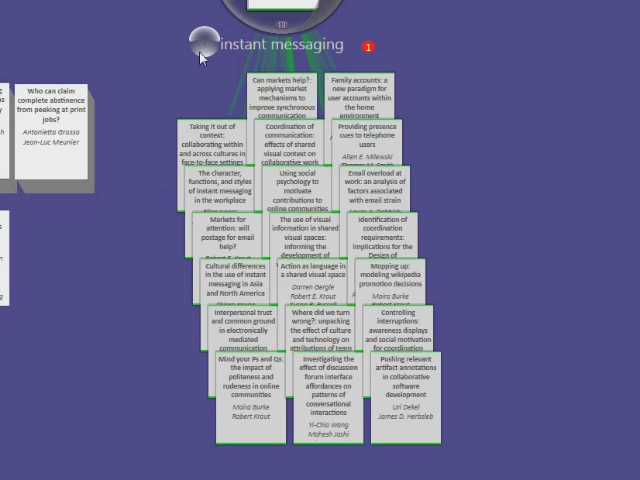 instant messaging
1
Who can claim
complete abstinence
from peeking at print
jobs?
Antonietta Grasso
Jean-Luc Meunier
Can markets help?:
applying market
mechanisms to
improve synchronous
communication
Family accounts: a
new paradigm for
user accounts within
the home
environment
Taking it out of
context:
collaborating within
and across cultures in
face-to-face settings
Coordination of
communication:
effects of shared
visual context on
collaborative work
Providing presence
cues to telephone
users
Allen E. Milewski
The character,
functions, and styles
of instant messaging
in the workplace
Using social
psychology to
motivate
contributions to
online communities
Email overload at
work: an analysis of
factors associated
with email strain
Markets for
attention: will
postage for email
help?
Robert E. Kraut
The use of visual
information in shared
visual spaces:
informing the
development of
Identification of
coordination
requirements:
implications for the
Design of
Cultural differences
in the use of instant
messaging in Asia
and North America
Action as language in
a shared visual space
Darren Gergle
Robert E. Kraut
Mopping up:
modeling wikipedia
promotion decisions
Moira Burke
Robert Kraut
Interpersonal trust
and common ground
in electronically
mediated
communication
Where did we turn
wrong?: unpacking
the effect of culture
and technology on
attributions of team
Controlling
interruptions:
awareness displays
and social motivation
for coordination
Mind your Ps and Qs:
the impact of
politeness and
rudeness in online
communities
Moira Burke
Robert Kraut
Investigating the
effect of discussion
forum interface
affordances on
patterns of
conversational
interactions
Yi-Chia Wang
Mahesh Joshi
Pushing relevant
artifact annotations
in collaborative
software
development
Uri Dekel
James D. Herbsleb